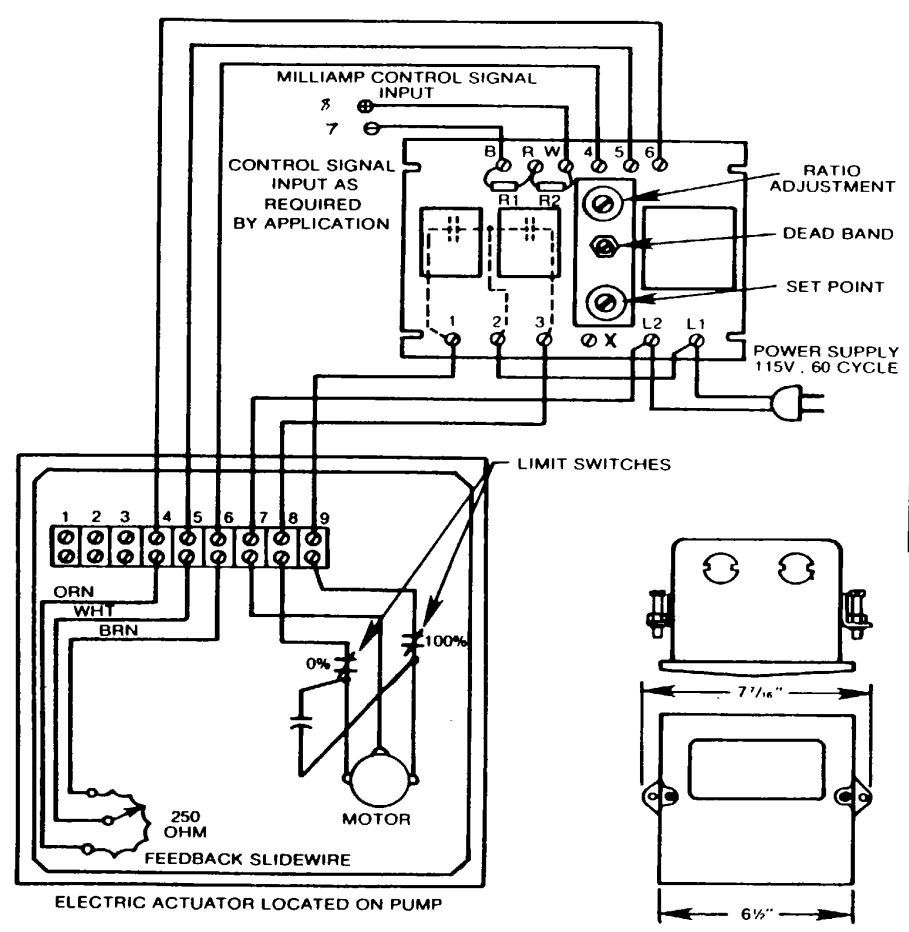 MILLIAMP CONTROL SIGNAL
INPUT
8
7
CONTROL SIGNAL
INPUT AS
REQUIRED
BY APPLICATION
B R W 4 5 6
R1 R2
RATIO
ADJUSTMENT
DEAD BAND
SET POINT
1 2 3 X L2 L1
POWER SUPPLY
115V , 60 CYCLE
LIMIT SWITCHES
1 2 3 4 5 6 7 8 9
ORN
WHT
BRN
0%
100%
MOTOR
250
OHM
FEEDBACK SLIDEWIRE
ELECTRIC ACTUATOR LOCATED ON PUMP
7 7/16"
6½"